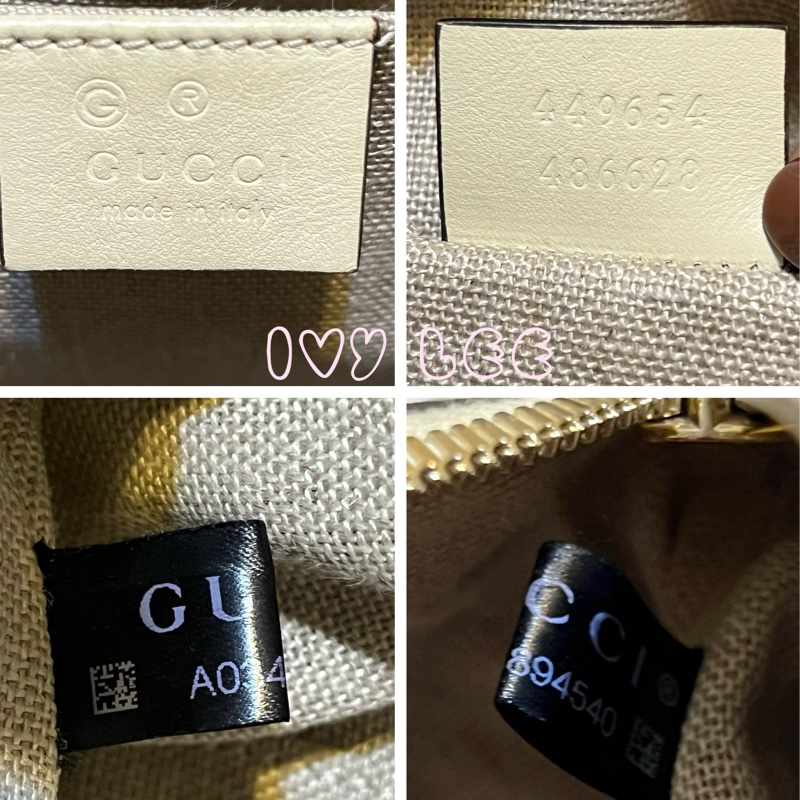 G ®
GUCCI
made in italy
449654
486628
Ivy LEE
GU
A034
CCI®
894540